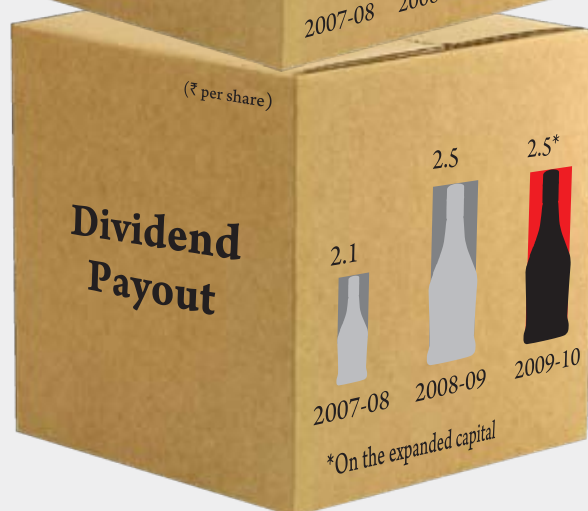 2007-08
(₹ per share)
Dividend
Payout
2.1
2.5
2.5*
2007-08
2008-09
2009-10
*On the expanded capital